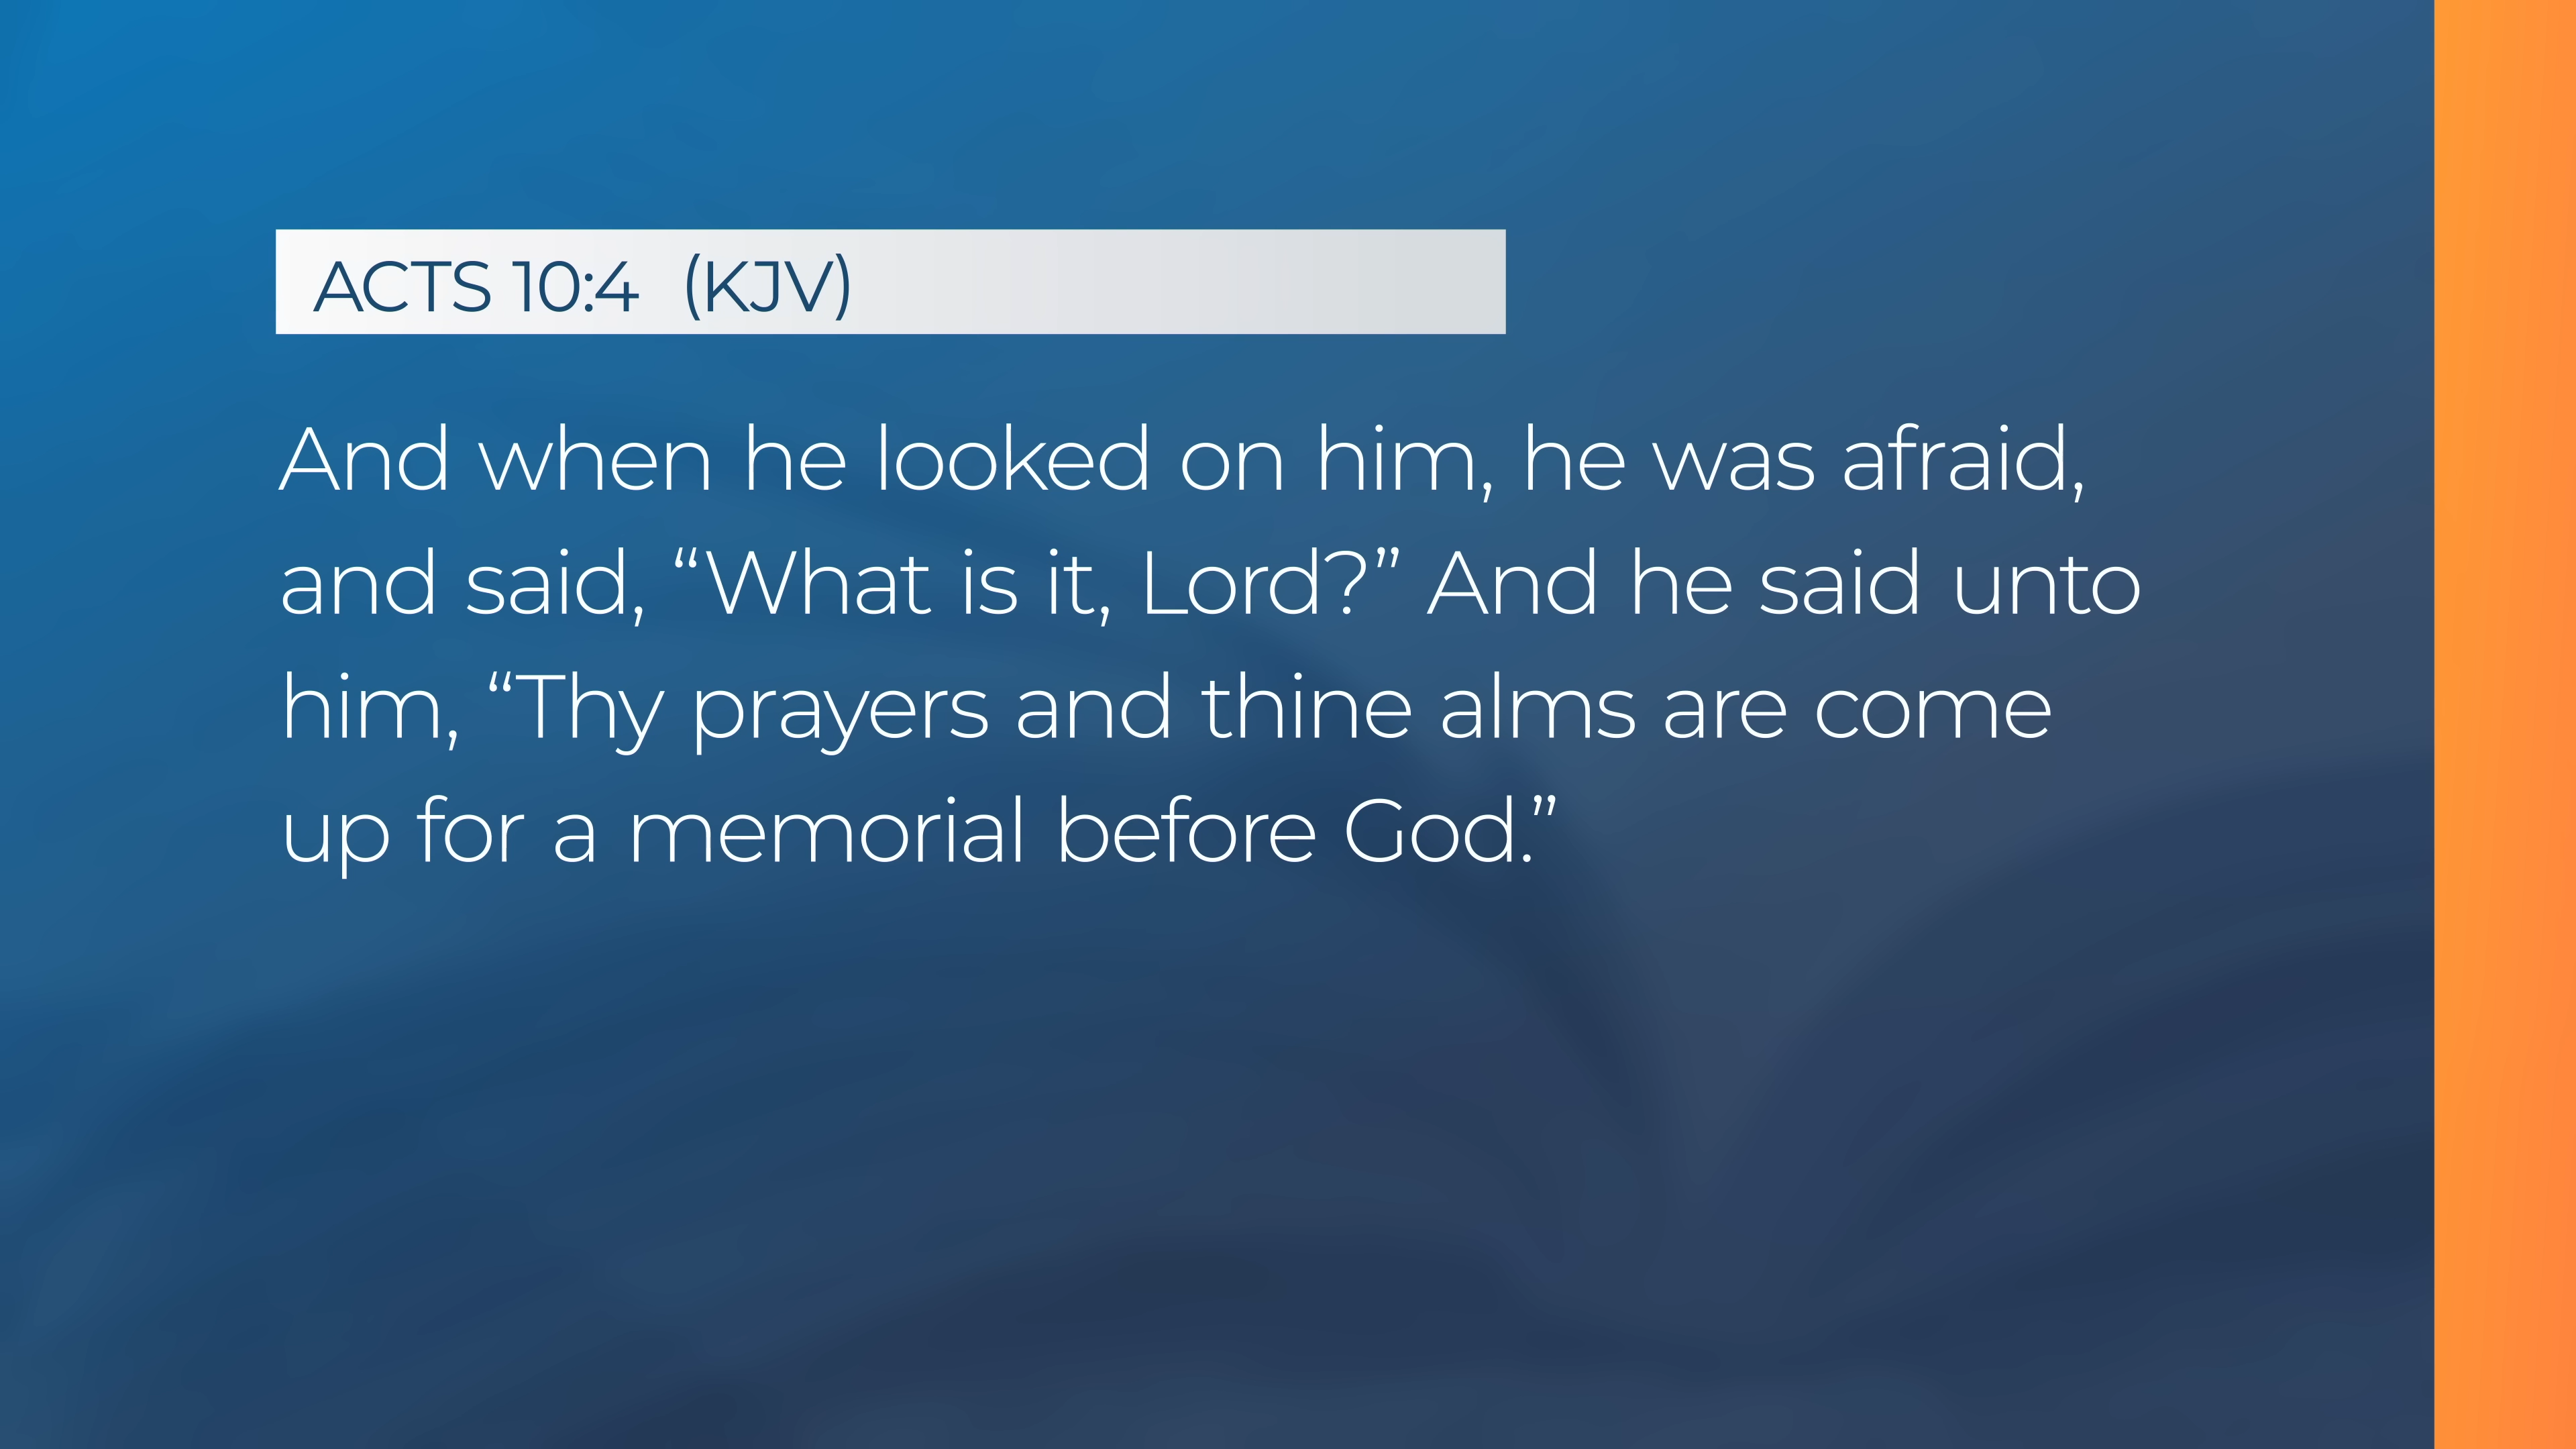 ACTS 10:4  (KJV)
And when he looked on him, he was afraid,
and said, “What is it, Lord?” And he said unto
him, “Thy prayers and thine alms are come
up for a memorial before God.”